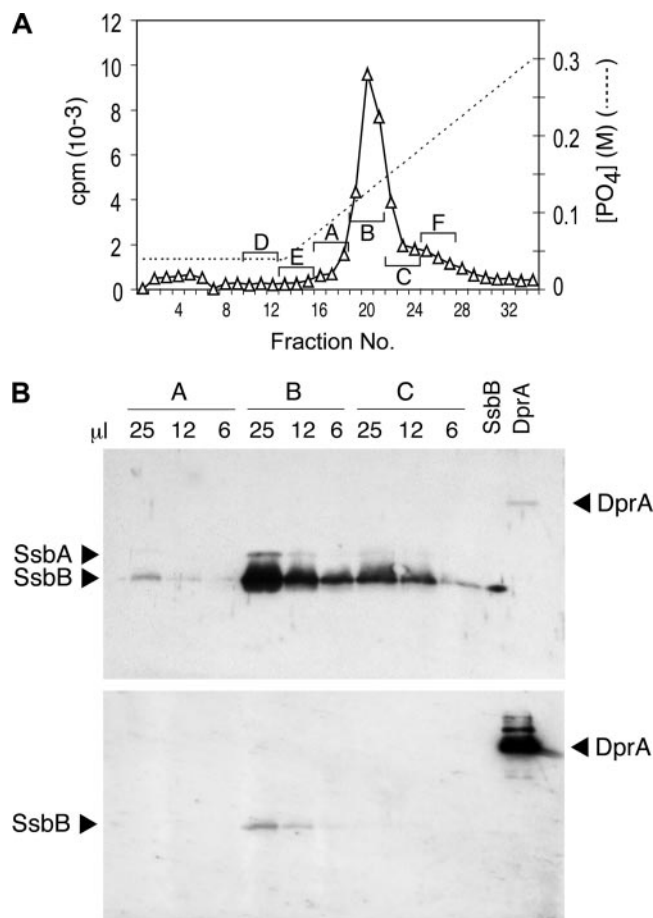 A
12
10
8
6
4
2
0
cpm (10-3)
0.3
0.2
0.1
0
[PO4] (M) (-----)
D
E
A
B
C
F
4 8 12 16 20 24 28 32
Fraction No.
B
A B C SsbB DprA
µl 25 12 6 25 12 6 25 12 6
DprA
SsbA
SsbB
DprA
SsbB